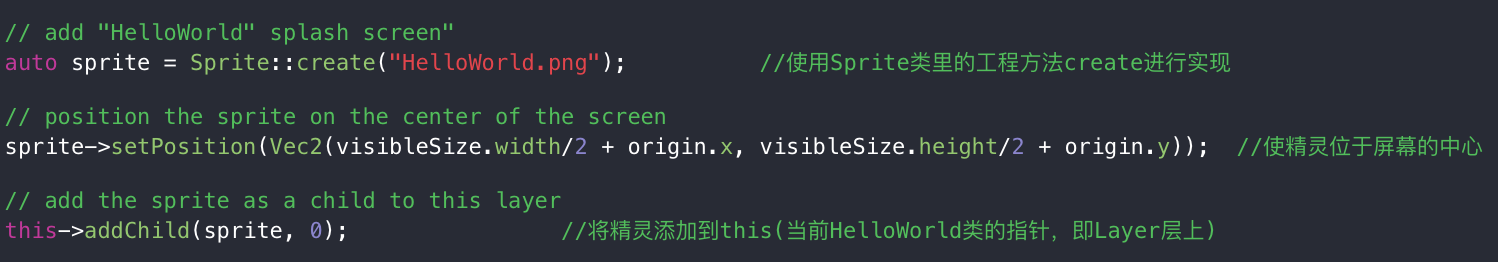 // add "HelloWorld" splash screen"
auto sprite = Sprite::create("HelloWorld.png");          //使用Sprite类里的工程方法create进行实现
// position the sprite on the center of the screen
sprite->setPosition(Vec2(visibleSize.width/2 + origin.x, visibleSize.height/2 + origin.y));  //使精灵位于屏幕的中心
// add the sprite as a child to this layer
this->addChild(sprite, 0);                //将精灵添加到this(当前HelloWorld类的指针，即Layer层上)